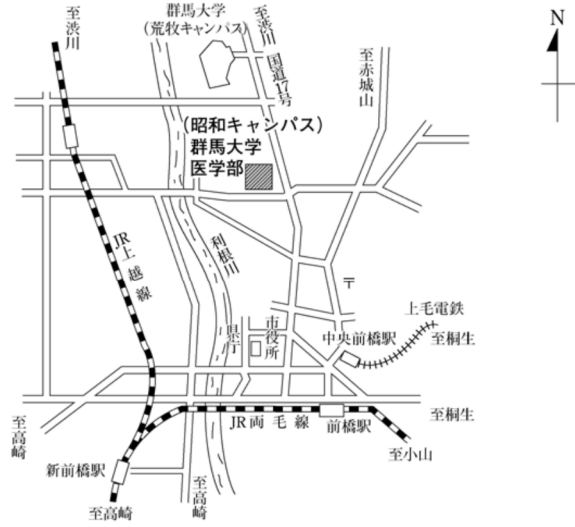 至渋川
群馬大学
(荒牧キャンパス)
至渋川
国道17号
至赤城山
N
(昭和キャンパス)
群馬大学
医学部
JR上越線
利根川
〒
県庁
市役所
上毛電鉄
中央前橋駅
至桐生
至高崎
JR両毛線
前橋駅
至桐生
至小山
新前橋駅
至高崎
至高崎